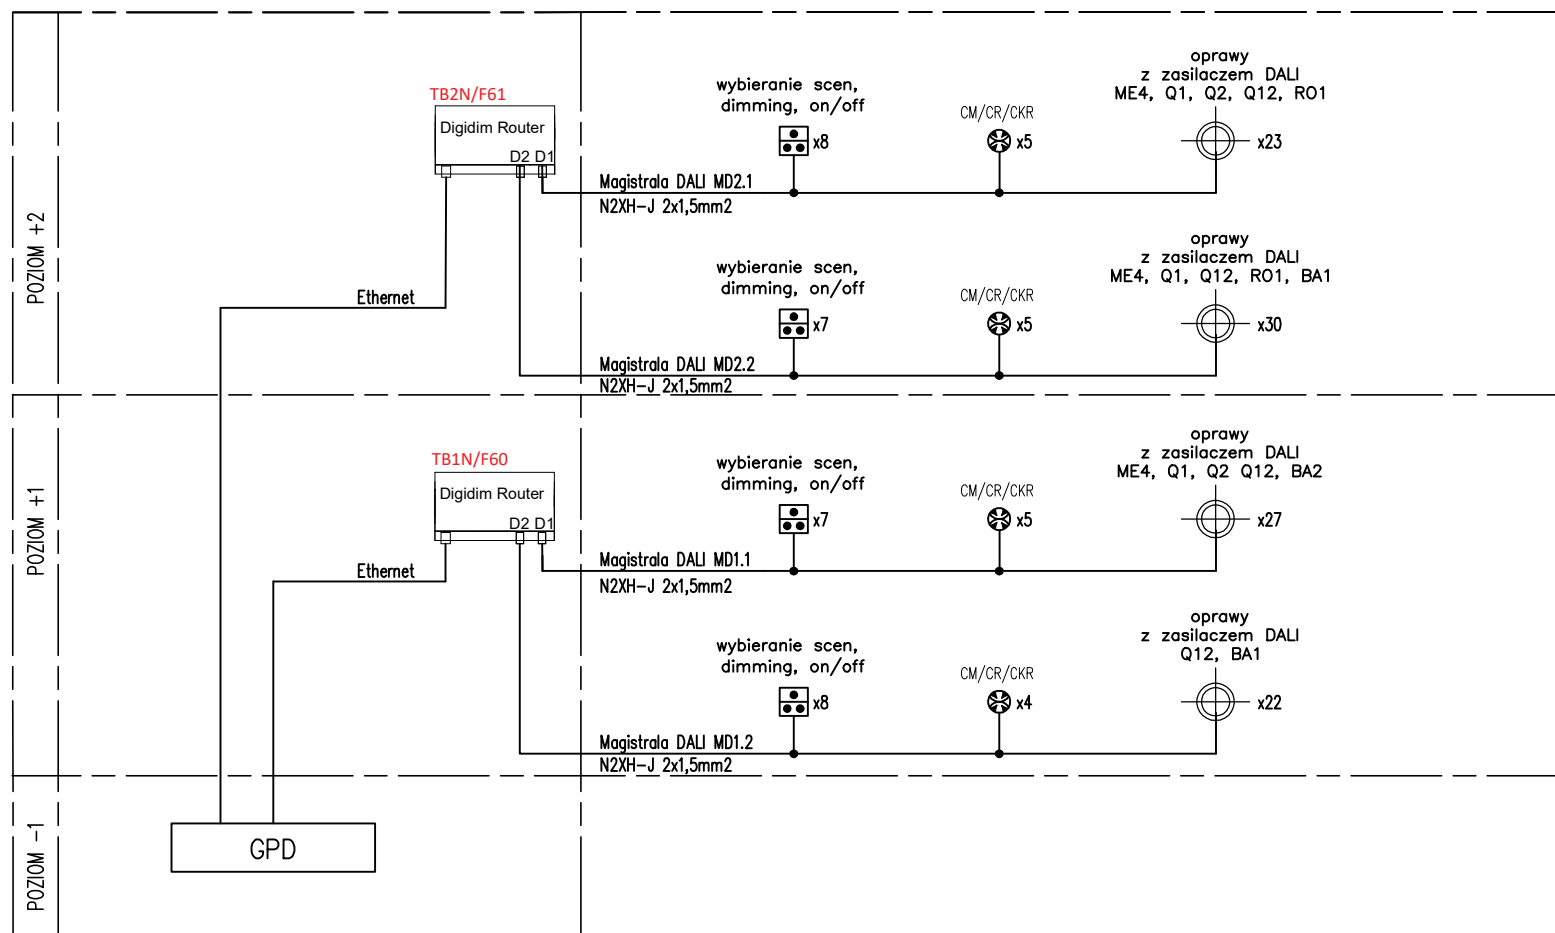 POZIOM +2
TB2N/F61
Digidim Router
D2 D1
Ethernet
wybieranie scen,
dimming, on/off
x8
CM/CR/CKR
x5
oprawy
z zasilaczem DALI
ME4, Q1, Q2, Q12, RO1
x23
Magistrala DALI MD2.1
N2XH-J 2x1,5mm2
wybieranie scen,
dimming, on/off
x7
CM/CR/CKR
x5
oprawy
z zasilaczem DALI
ME4, Q1, Q12, RO1, BA1
x30
Magistrala DALI MD2.2
N2XH-J 2x1,5mm2
POZIOM +1
TB1N/F60
Digidim Router
D2 D1
Ethernet
wybieranie scen,
dimming, on/off
x7
CM/CR/CKR
x5
oprawy
z zasilaczem DALI
ME4, Q1, Q2 Q12, BA2
x27
Magistrala DALI MD1.1
N2XH-J 2x1,5mm2
wybieranie scen,
dimming, on/off
x8
CM/CR/CKR
x4
oprawy
z zasilaczem DALI
Q12, BA1
x22
Magistrala DALI MD1.2
N2XH-J 2x1,5mm2
POZIOM -1
GPD